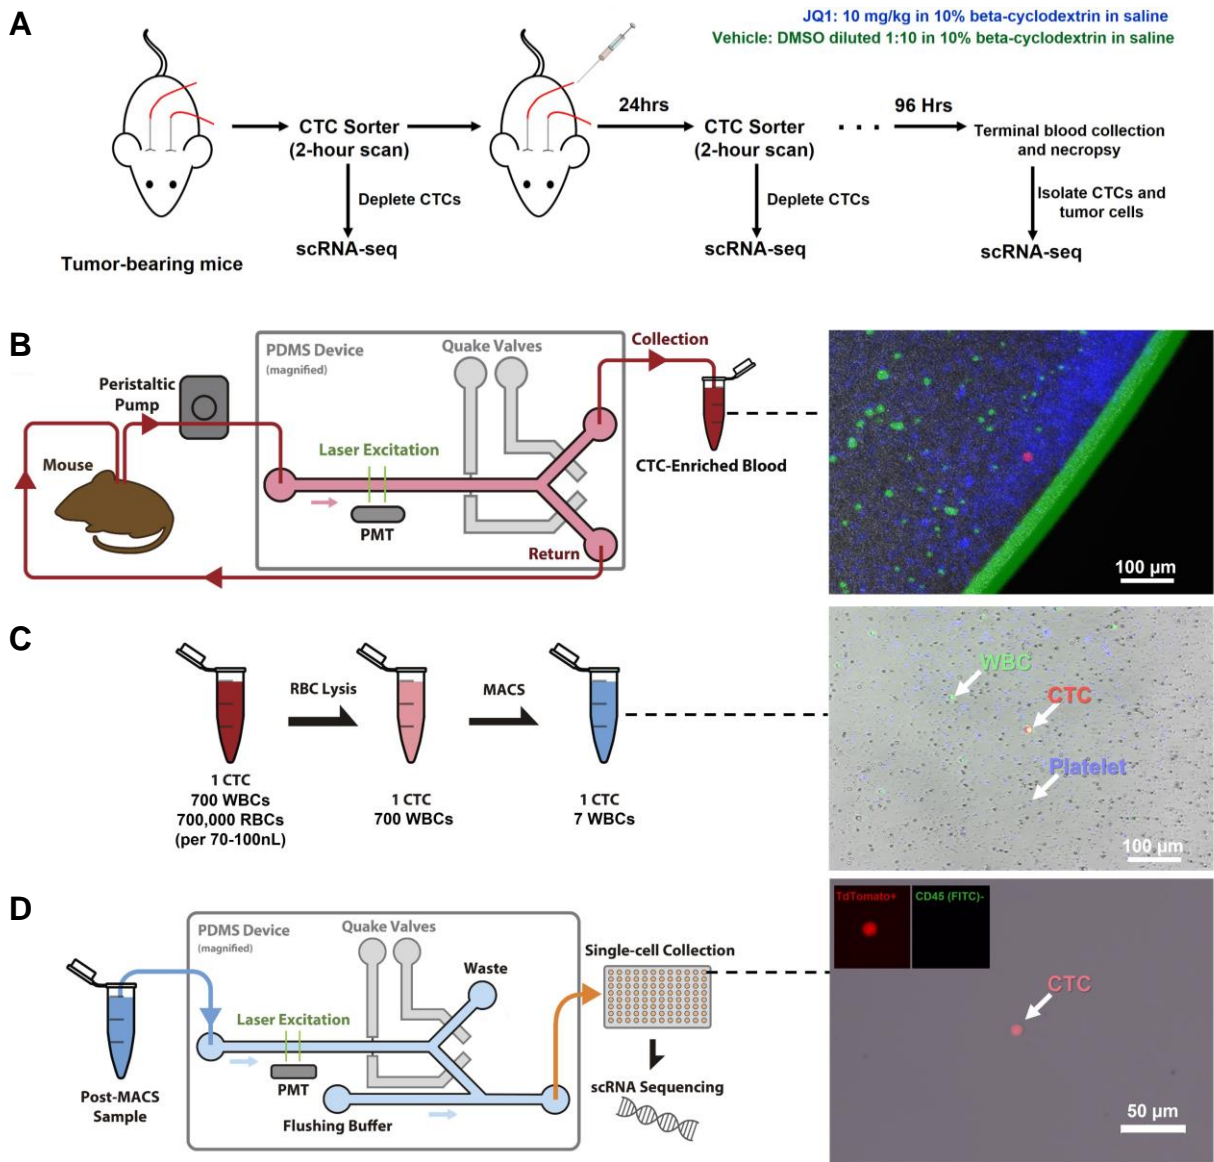 A
JQ1: 10 mg/kg in 10% beta-cyclodextrin in saline
Vehicle: DMSO diluted 1:10 in 10% beta-cyclodextrin in saline
Tumor-bearing mice
CTC Sorter
(2-hour scan)
Deplete CTCs
scRNA-seq
24hrs
CTC Sorter
(2-hour scan)
Deplete CTCs
scRNA-seq
. . .
96 Hrs
Terminal blood collection
and necropsy
Isolate CTCs and
tumor cells
scRNA-seq
B
Mouse
Peristaltic
Pump
PDMS Device
(magnified)
Quake Valves
Laser Excitation
PMT
Collection
Return
CTC-Enriched Blood
100 μm
C
RBC Lysis
MACS
1 CTC
700 WBCs
700,000 RBCs
(per 70-100nL)
1 CTC
700 WBCs
1 CTC
7 WBCs
WBC
CTC
Platelet
100 μm
D
Post-MACS
Sample
PDMS Device
(magnified)
Quake Valves
Laser Excitation
PMT
Waste
Flushing Buffer
Single-cell Collection
scRNA Sequencing
TdTomato+
CD45 (FITC)-
CTC
50 μm